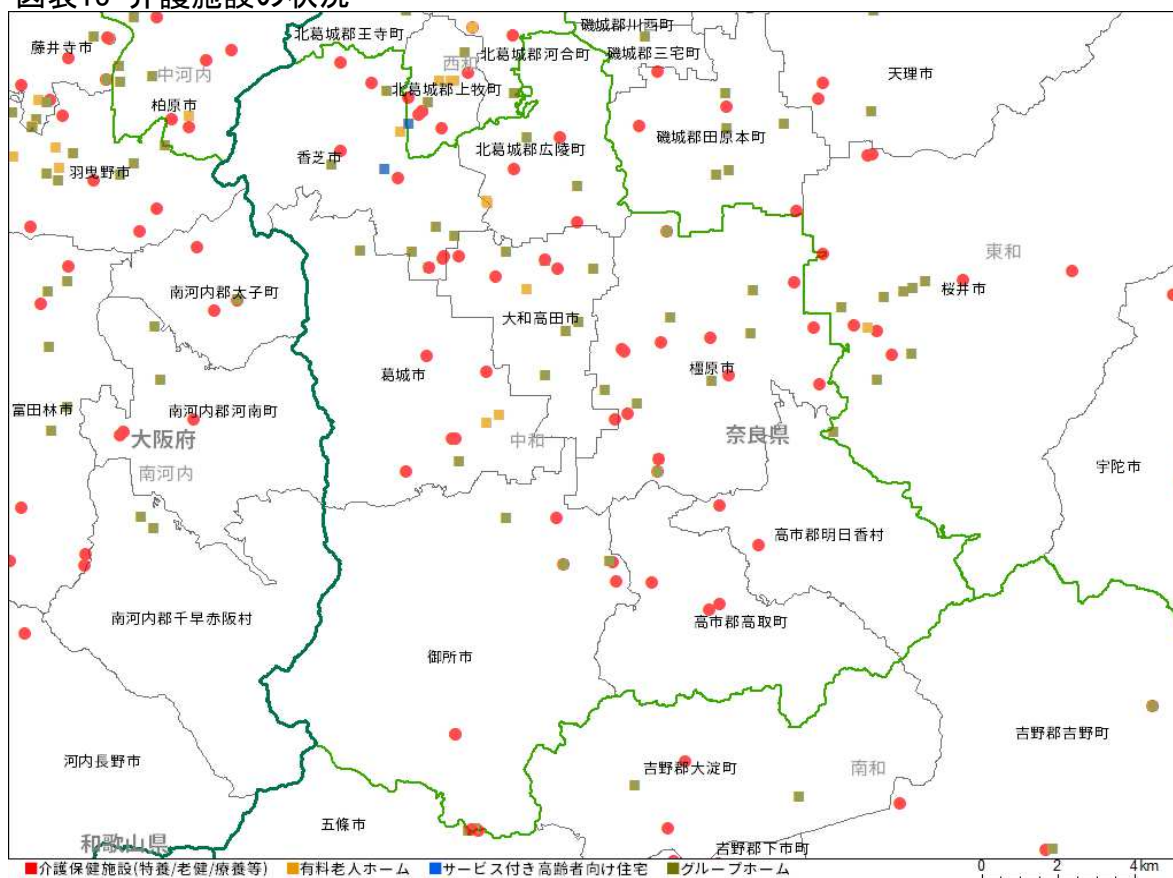 図表10 介護施設の状況
北葛城郡王寺町
磯城郡川西町
藤井寺市
北葛城郡河合町
磯城郡三宅町
西和
天理市
中河内
北葛城郡上牧町
柏原市
磯城郡田原本町
北葛城郡広陵町
香芝市
羽曳野市
東和
桜井市
南河内郡太子町
大和高田市
橿原市
葛城市
富田林市
南河内郡河南町
大阪府
中和
奈良県
南河内
宇陀市
高市郡明日香村
南河内郡千早赤阪村
高市郡高取町
御所市
吉野郡吉野町
河内長野市
吉野郡大淀町
南和
五條市
和歌山県
吉野郡下市町
介護保健施設(特養/老健/療養等) 有料老人ホーム サービス付き高齢者向け住宅 グループホーム
0 2 4km